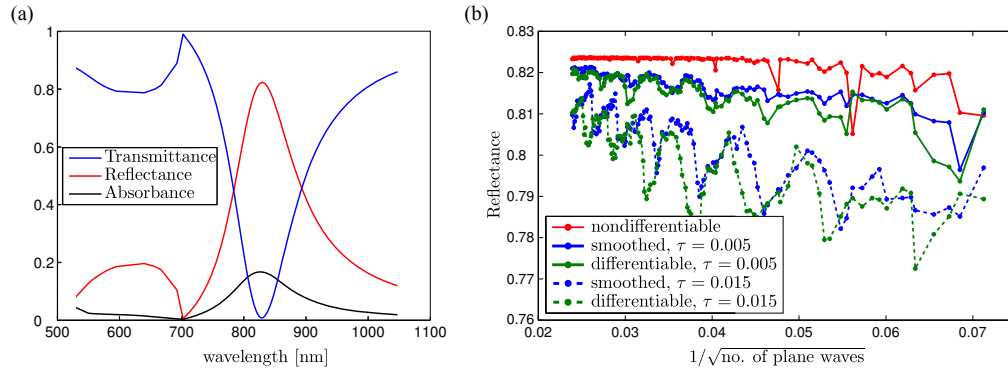 (a)
1
0.8
0.6
0.4
0.2
0
500 600 700 800 900 1000 1100
wavelength [nm]
Transmittance
Reflectance
Absorbance
(b)
Reflectance
0.83
0.82
0.81
0.8
0.79
0.78
0.77
0.76
0.02 0.03 0.04 0.05 0.06 0.07
1/√no. of plane waves
nondifferentiable
smoothed, τ = 0.005
differentiable, τ = 0.005
smoothed, τ = 0.015
differentiable, τ = 0.015